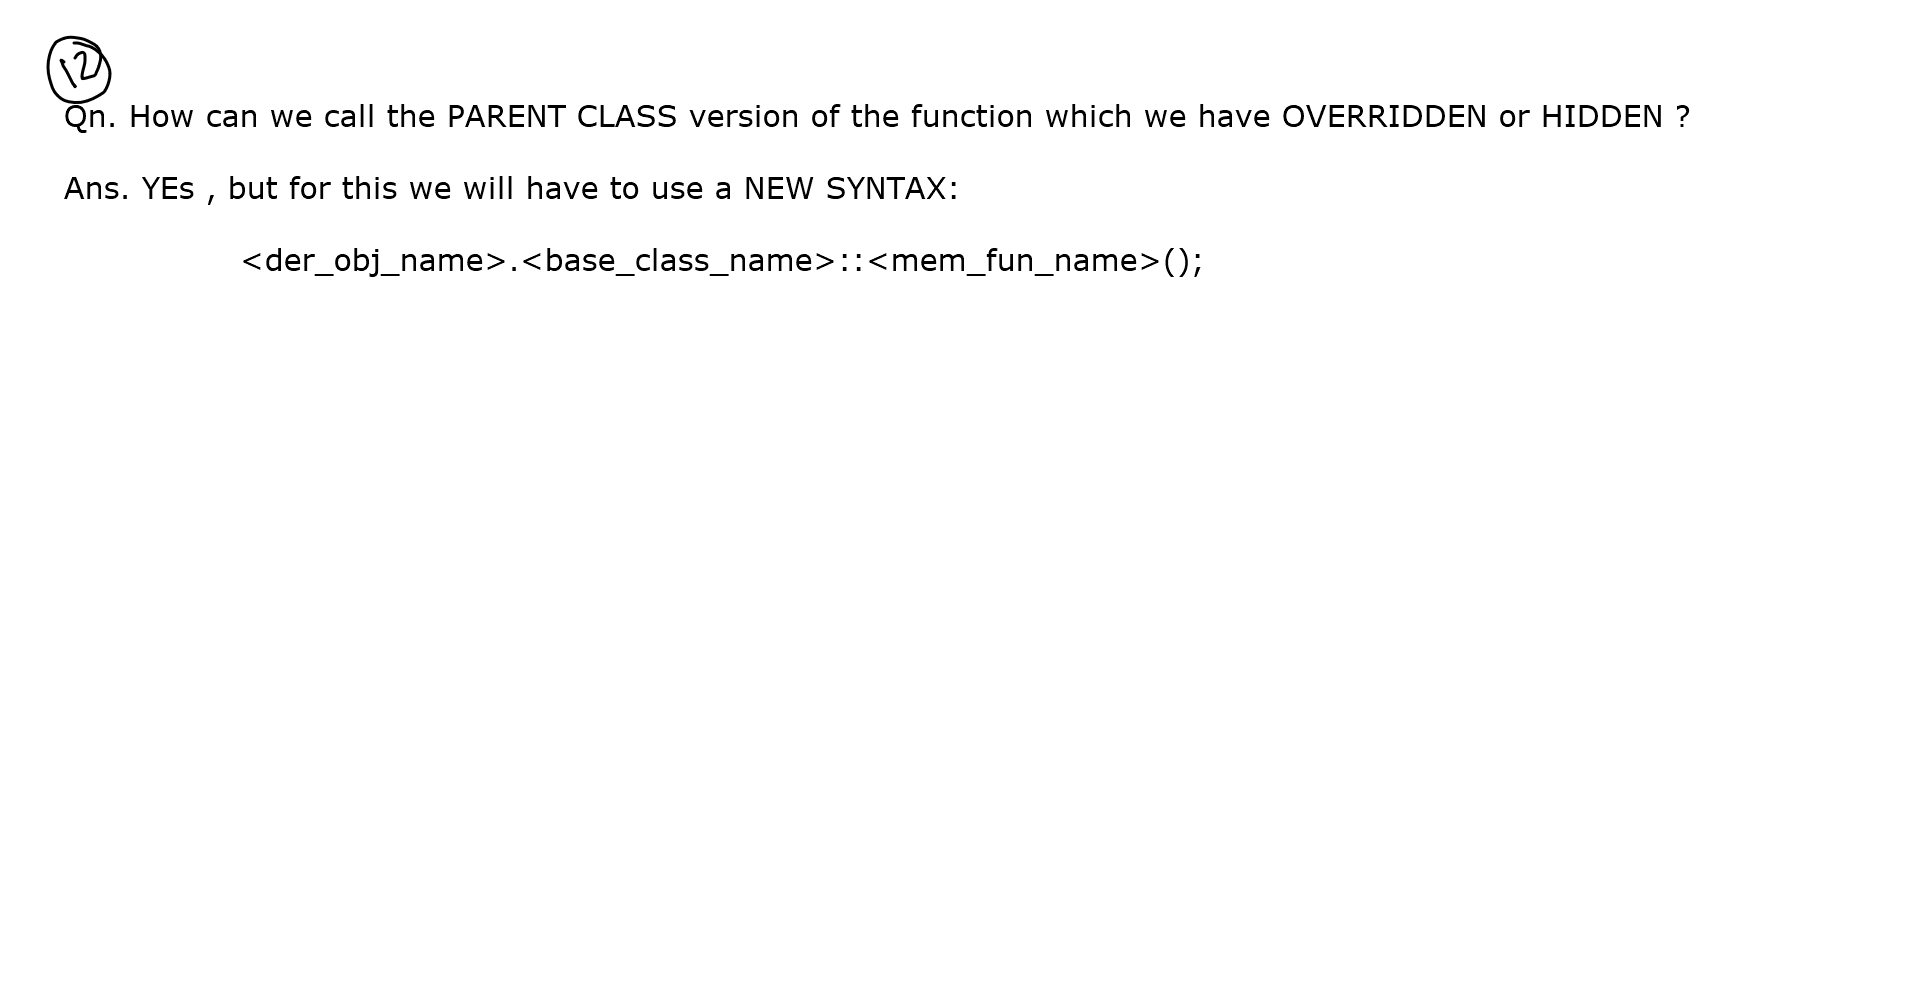 12
Qn. How can we call the PARENT CLASS version of the function which we have OVERRIDDEN or HIDDEN ?
Ans. YEs , but for this we will have to use a NEW SYNTAX:
<der_obj_name>.<base_class_name>::<mem_fun_name>();